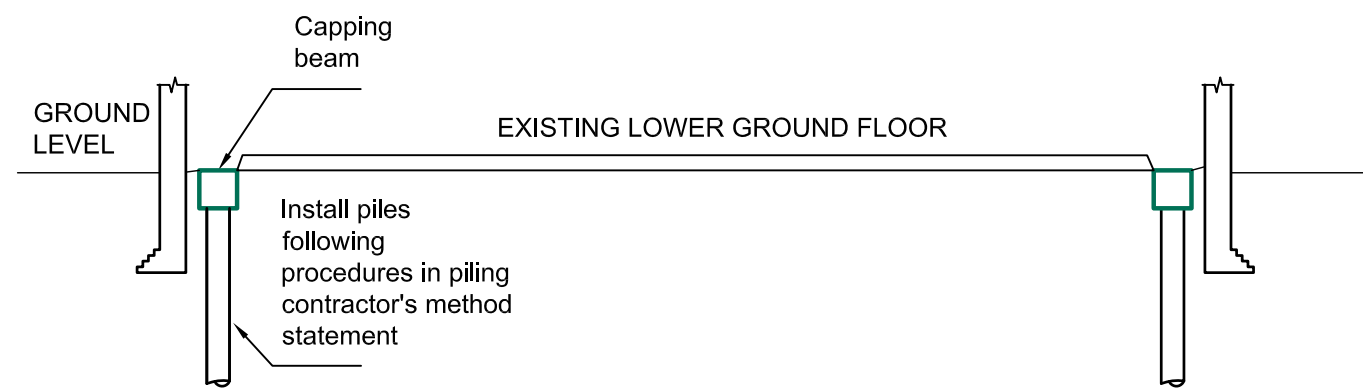 Capping
beam
GROUND
LEVEL
EXISTING LOWER GROUND FLOOR
Install piles
following
procedures in piling
contractor's method
statement